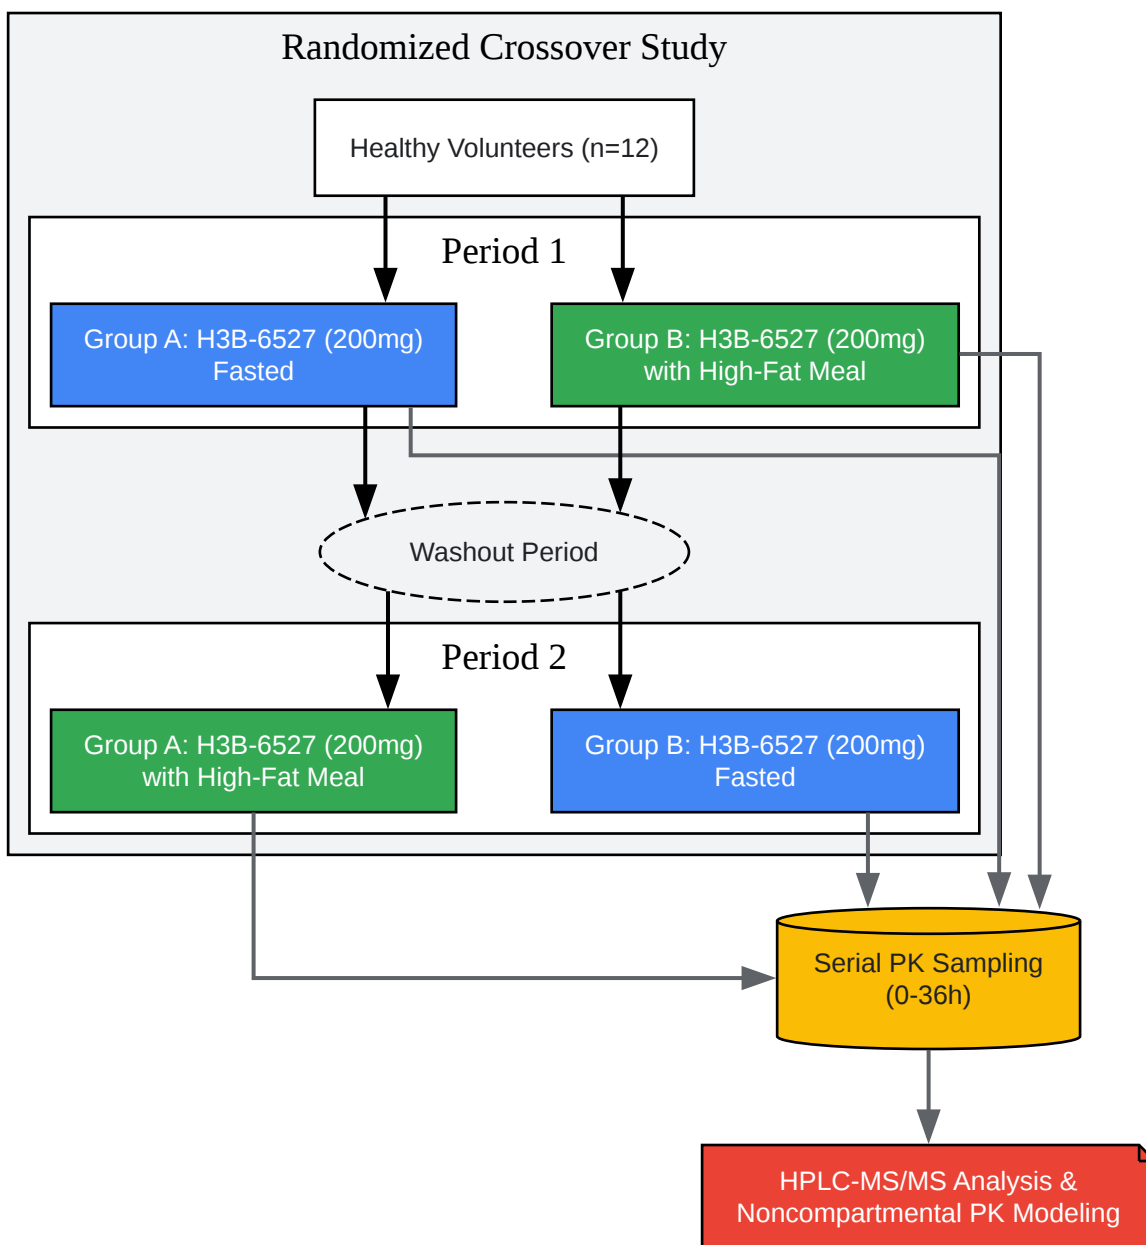 Randomized Crossover Study
Healthy Volunteers (n=12)
Period 1
Group A: H3B-6527 (200mg)
Fasted
Group B: H3B-6527 (200mg)
with High-Fat Meal
Washout Period
Period 2
Group A: H3B-6527 (200mg)
with High-Fat Meal
Group B: H3B-6527 (200mg)
Fasted
Serial PK Sampling
(0-36h)
HPLC-MS/MS Analysis &
Noncompartmental PK Modeling